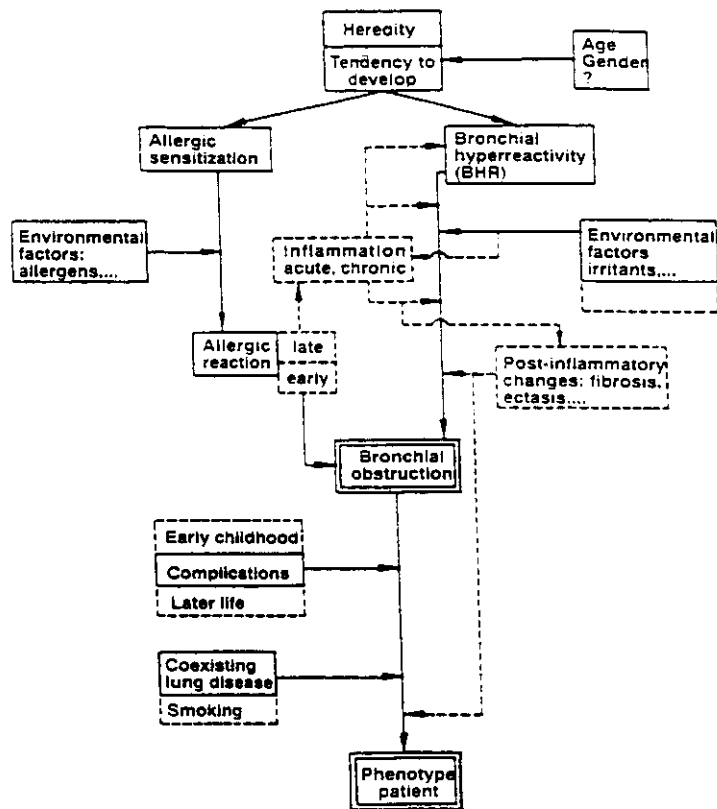 Heredity
Tendency to
develop
Age
Gender
?
Allergic
sensitization
Bronchial
hyperreactivity
(BHR)
Environmental
factors:
allergens,...
Inflammation
acute, chronic
Environmental
factors
irritants,...
Allergic
reaction
late
early
Post-inflammatory
changes: fibrosis,
ectasis,...
Bronchial
obstruction
Early childhood
Complications
Later life
Coexisting
lung disease
Smoking
Phenotype
patient